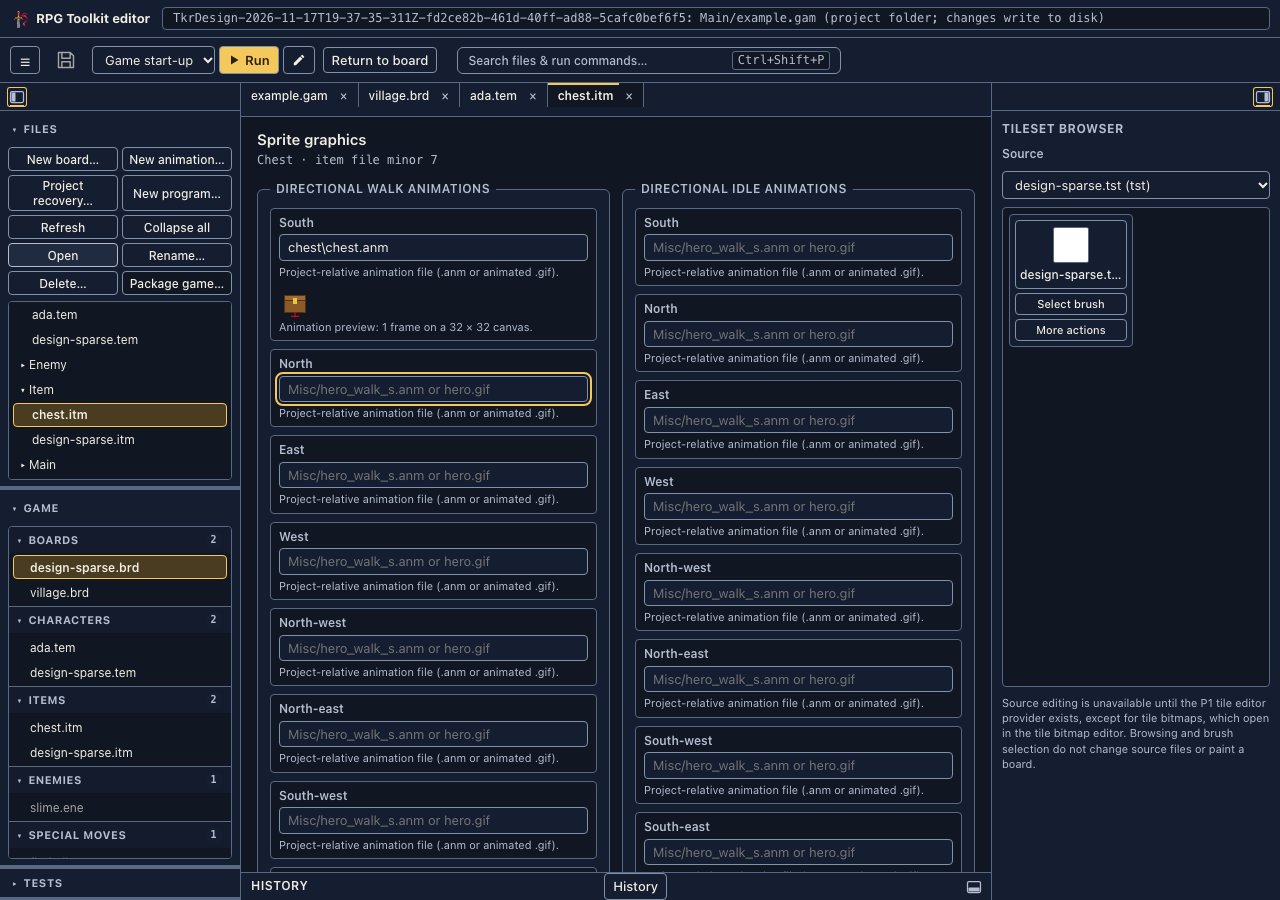 RPG Toolkit editor
TkrDesign-2026-11-17T19-37-35-311Z-fd2ce82b-461d-40ff-ad88-5cafc0bef6f5: Main/example.gam (project folder; changes write to disk)
Game start-up
Run
Return to board
Search files & run commands...
Ctrl+Shift+P
FILES
New board...
New animation...
Project recovery...
New program...
Refresh
Collapse all
Open
Rename...
Delete...
Package game...
ada.tem
design-sparse.tem
Enemy
Item
chest.itm
design-sparse.itm
Main
GAME
BOARDS 2
design-sparse.brd
village.brd
CHARACTERS 2
ada.tem
design-sparse.tem
ITEMS 2
chest.itm
design-sparse.itm
ENEMIES 1
slime.ene
SPECIAL MOVES 1
TESTS
example.gam ×
village.brd ×
ada.tem ×
chest.itm ×
Sprite graphics
Chest · item file minor 7
DIRECTIONAL WALK ANIMATIONS
South
chest\chest.anm
Project-relative animation file (.anm or animated .gif).
Animation preview: 1 frame on a 32 × 32 canvas.
North
Misc/hero_walk_s.anm or hero.gif
Project-relative animation file (.anm or animated .gif).
East
Misc/hero_walk_s.anm or hero.gif
Project-relative animation file (.anm or animated .gif).
West
Misc/hero_walk_s.anm or hero.gif
Project-relative animation file (.anm or animated .gif).
North-west
Misc/hero_walk_s.anm or hero.gif
Project-relative animation file (.anm or animated .gif).
North-east
Misc/hero_walk_s.anm or hero.gif
Project-relative animation file (.anm or animated .gif).
South-west
Misc/hero_walk_s.anm or hero.gif
Project-relative animation file (.anm or animated .gif).
DIRECTIONAL IDLE ANIMATIONS
South
Misc/hero_walk_s.anm or hero.gif
Project-relative animation file (.anm or animated .gif).
North
Misc/hero_walk_s.anm or hero.gif
Project-relative animation file (.anm or animated .gif).
East
Misc/hero_walk_s.anm or hero.gif
Project-relative animation file (.anm or animated .gif).
West
Misc/hero_walk_s.anm or hero.gif
Project-relative animation file (.anm or animated .gif).
North-west
Misc/hero_walk_s.anm or hero.gif
Project-relative animation file (.anm or animated .gif).
North-east
Misc/hero_walk_s.anm or hero.gif
Project-relative animation file (.anm or animated .gif).
South-west
Misc/hero_walk_s.anm or hero.gif
Project-relative animation file (.anm or animated .gif).
South-east
Misc/hero_walk_s.anm or hero.gif
HISTORY
History
TILESET BROWSER
Source
design-sparse.tst (tst)
design-sparse.t...
Select brush
More actions
Source editing is unavailable until the P1 tile editor
provider exists, except for tile bitmaps, which open
in the tile bitmap editor. Browsing and brush
selection do not change source files or paint a
board.